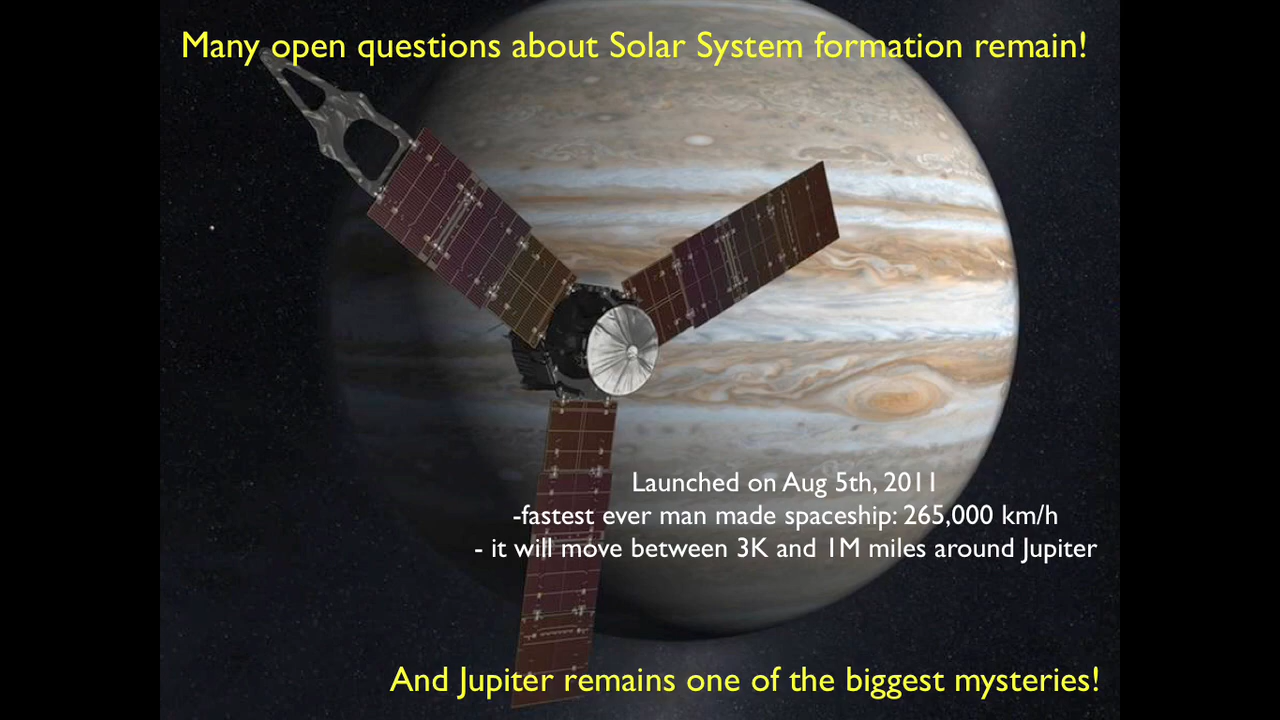 Many open questions about Solar System formation remain!
Launched on Aug 5th, 2011
-fastest ever man made spaceship: 265,000 km/h
- it will move between 3K and 1M miles around Jupiter
And Jupiter remains one of the biggest mysteries!